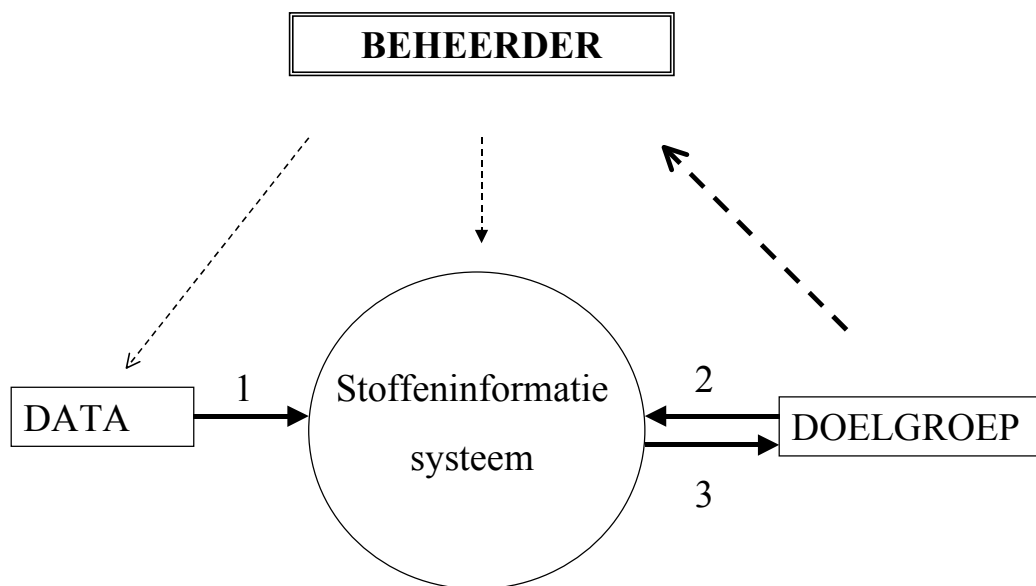 BEHEERDER
1
2
Stoffeninformatie
systeem
DATA
DOELGROEP
3